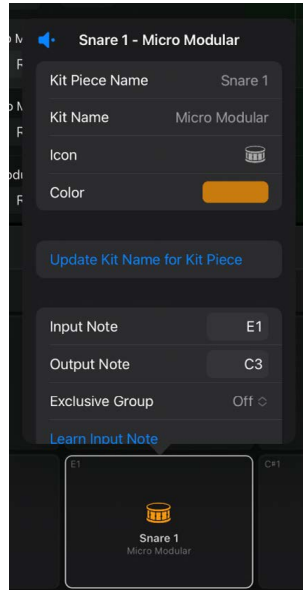 Snare 1 - Micro Modular
Kit Piece Name Snare 1
Kit Name Micro Modular
Icon
Color
Update Kit Name for Kit Piece
Input Note E1
Output Note C3
Exclusive Group Off
Learn Input Note
E1
C#1
Snare 1
Micro Modular